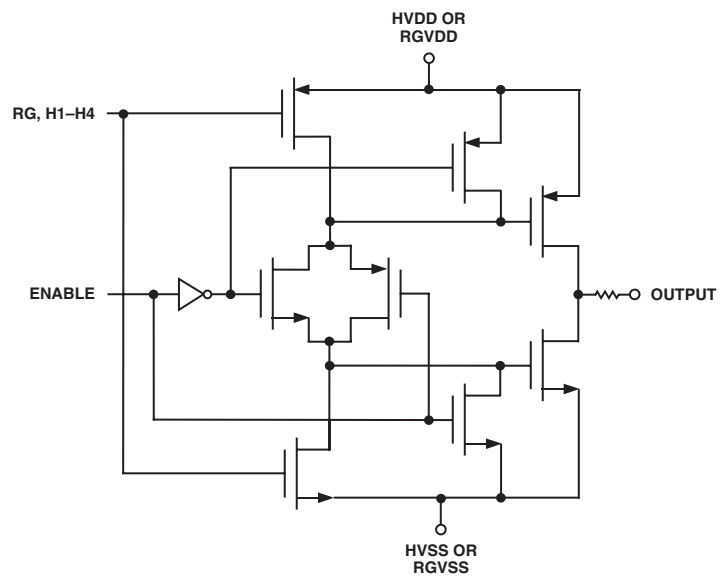 HVDD OR
RGVDD
RG, H1–H4
ENABLE
OUTPUT
HVSS OR
RGVSS